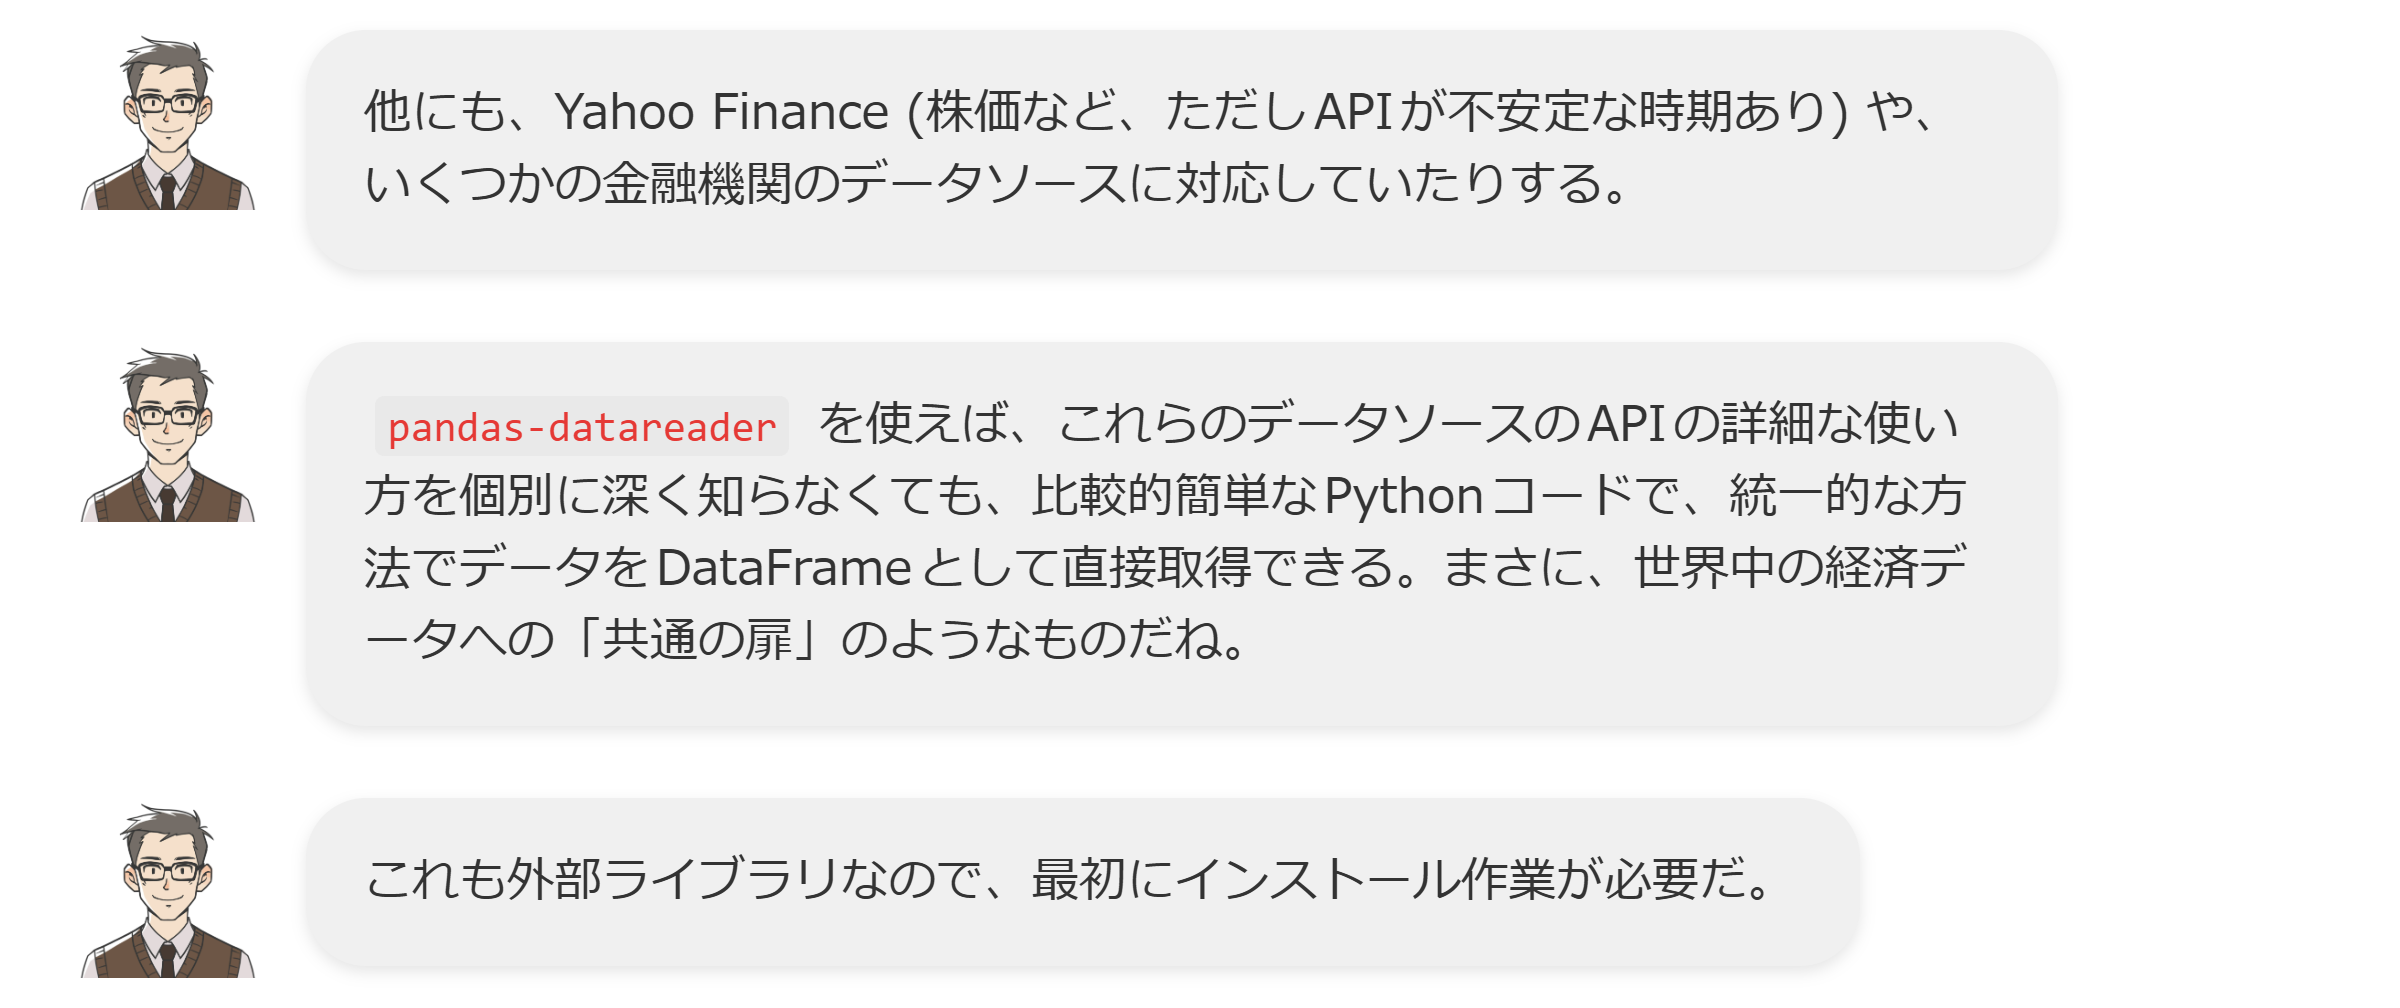 他にも、Yahoo Finance (株価など、ただしAPIが不安定な時期あり) や、
いくつかの金融機関のデータソースに対応していたりする。
pandas-datareader を使えば、これらのデータソースのAPIの詳細な使い
方を個別に深く知らなくても、比較的簡単なPythonコードで、統一的な方
法でデータをDataFrameとして直接取得できる。まさに、世界中の経済デ
ータへの「共通の扉」のようなものだね。
これも外部ライブラリなので、最初にインストール作業が必要だ。